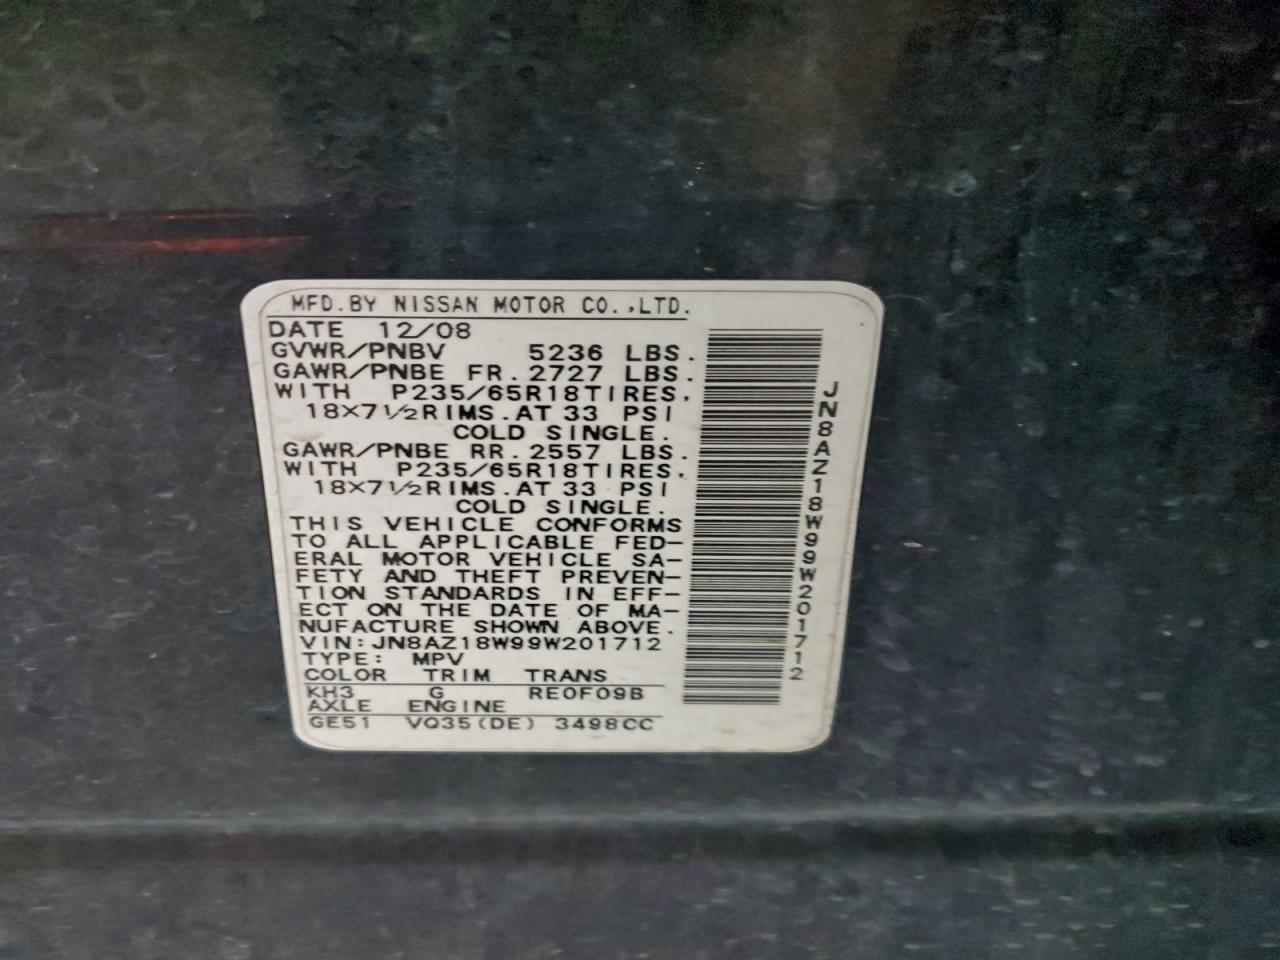 MFD.BY NISSAN MOTOR CO.,LTD.
DATE 12/08
GVWR/PNBV 5236 LBS.
GAWR/PNBE FR.2727 LBS.
WITH P235/65R18TIRES.
18×7½RIMS.AT 33 PSI
COLD SINGLE.
GAWR/PNBE RR.2557 LBS.
WITH P235/65R18TIRES.
18×7½RIMS.AT 33 PSI
COLD SINGLE.
THIS VEHICLE CONFORMS
TO ALL APPLICABLE FED-
ERAL MOTOR VEHICLE SA-
FETY AND THEFT PREVEN-
TION STANDARDS IN EFF-
ECT ON THE DATE OF MA-
NUFACTURE SHOWN ABOVE.
VIN:JN8AZ18W99W201712
TYPE: MPV
COLOR TRIM TRANS
KH3 G RE0F09B
AXLE ENGINE
GE51 VQ35(DE) 3498CC
JN8AZ18W99W201712